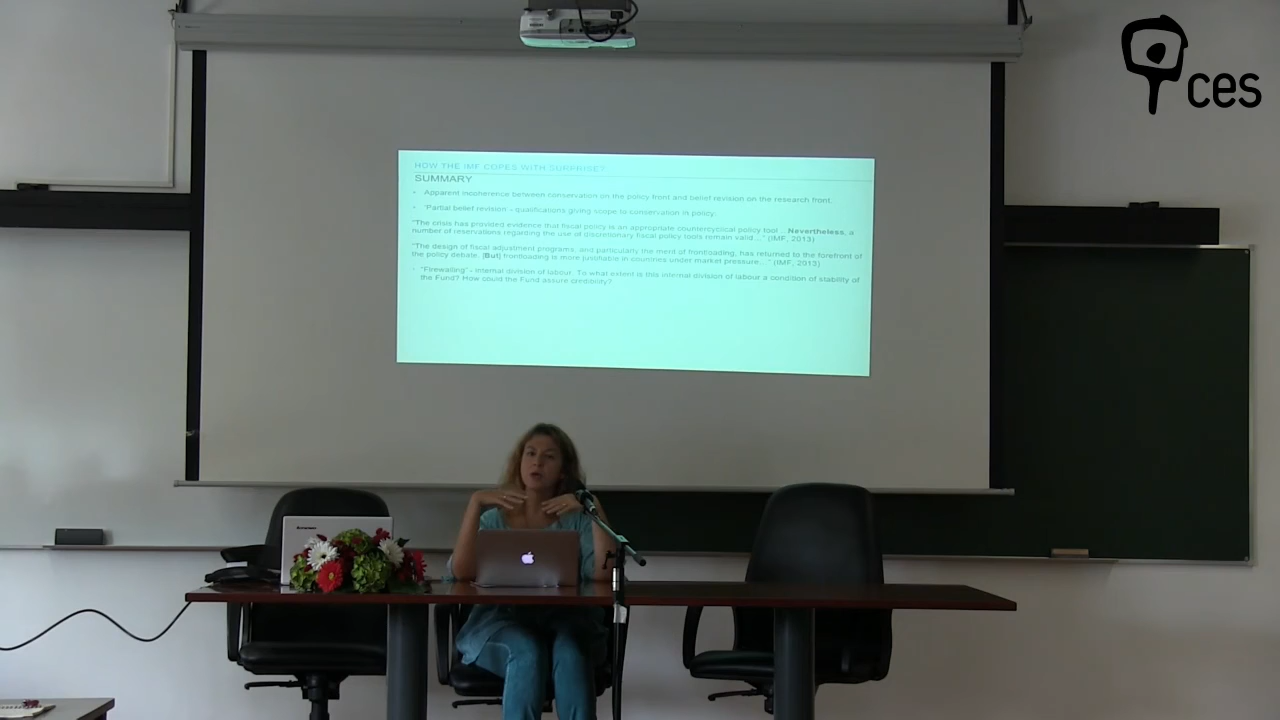 ces
HOW THE IMF COPES WITH SURPRISE?
SUMMARY
• Apparent incoherence between conservation on the policy front and belief revision on the research front.
• "Partial belief revision" – qualifications giving scope to conservation in policy.
"The crisis has provided evidence that fiscal policy is an appropriate countercyclical policy tool ... Nevertheless, a
number of reservations regarding the use of discretionary fiscal policy tools remain valid…" (IMF, 2013)
"The design of fiscal adjustment programs, and particularly the merit of frontloading, has returned to the forefront of
the policy debate. [But] frontloading is more justifiable in countries under market pressure…" (IMF, 2013)
• "Firewalling" - internal division of labour. To what extent is this internal division of labour a condition of stability of
the Fund? How could the Fund assure credibility?